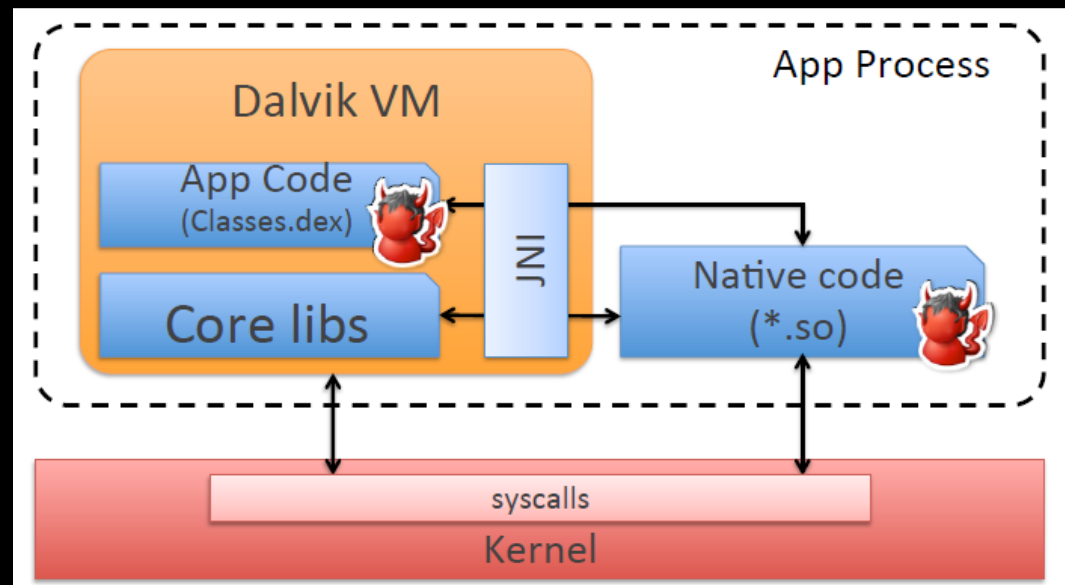 App Process
Dalvik VM
App Code
(Classes.dex)
JNI
Core libs
Native code
(*.so)
syscalls
Kernel